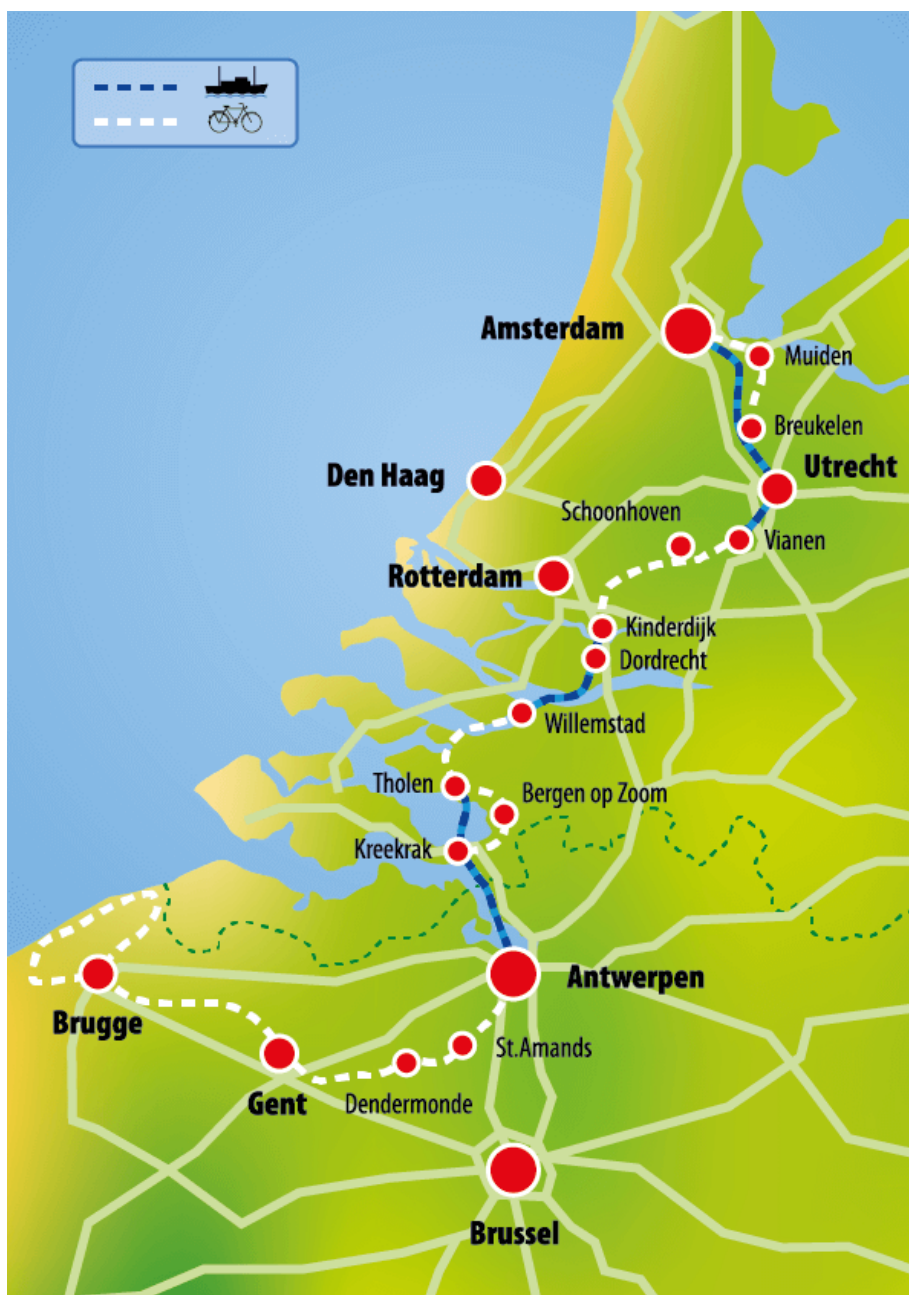 Amsterdam
Muiden
Breukelen
Utrecht
Den Haag
Schoonhoven
Vianen
Rotterdam
Kinderdijk
Dordrecht
Willemstad
Tholen
Bergen op Zoom
Kreekrak
Antwerpen
Brugge
St.Amands
Gent
Dendermonde
Brussel